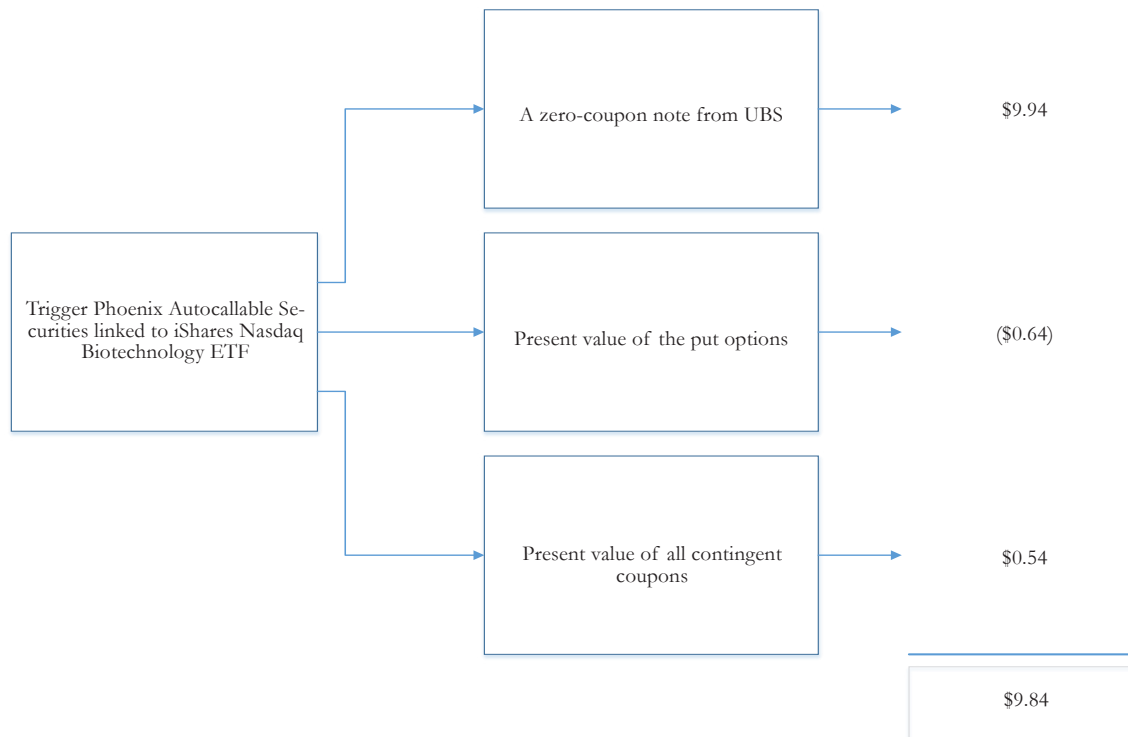 A zero-coupon note from UBS
$9.94
Trigger Phoenix Autocallable Se-
curities linked to iShares Nasdaq
Biotechnology ETF
Present value of the put options
($0.64)
Present value of all contingent
coupons
$0.54
$9.84